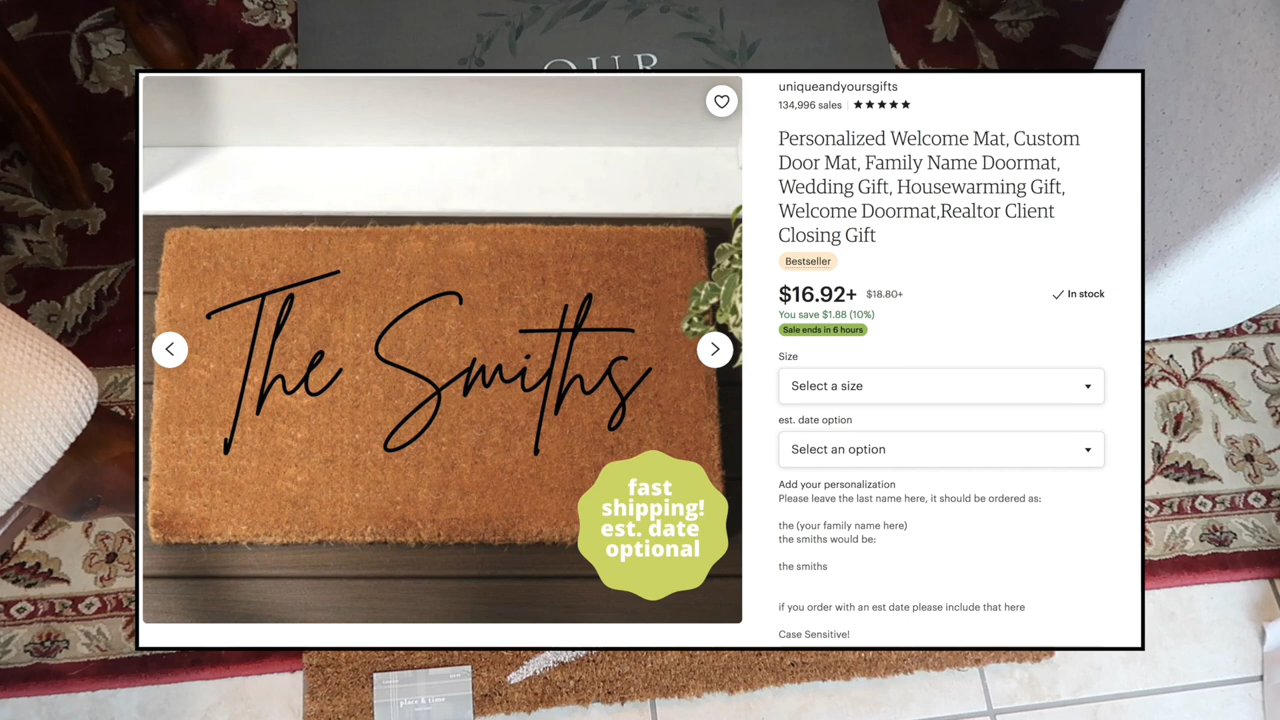 OUR
uniqueandyoursgifts
134,996 sales
Personalized Welcome Mat, Custom
Door Mat, Family Name Doormat,
Wedding Gift, Housewarming Gift,
Welcome Doormat,Realtor Client
Closing Gift
Bestseller
$16.92+ $18.80+
In stock
You save $1.88 (10%)
Sale ends in 6 hours
Size
Select a size
est. date option
Select an option
Add your personalization
Please leave the last name here, it should be ordered as:
the (your family name here)
the smiths would be:
the smiths
if you order with an est date please include that here
Case Sensitive!
The Smiths
fast
shipping!
est. date
optional
place & time